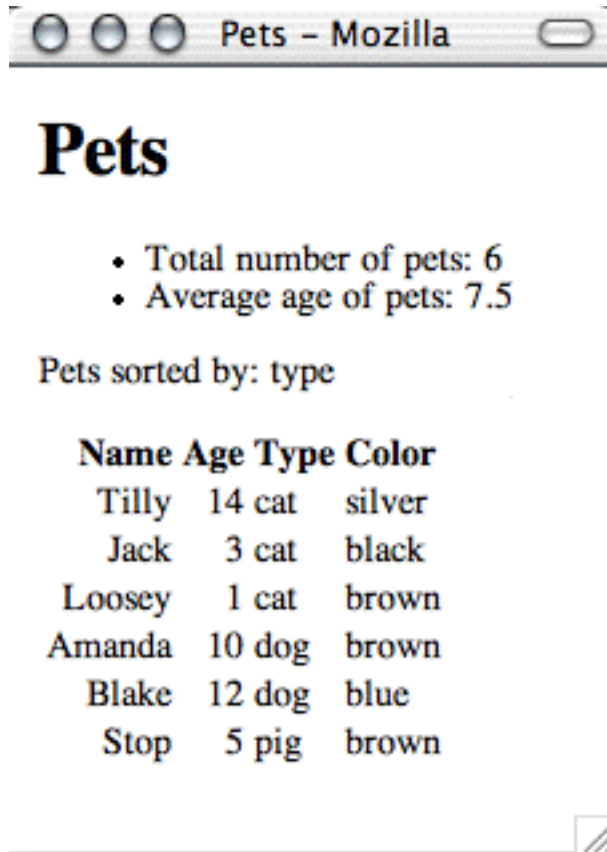 Pets – Mozilla
Pets
• Total number of pets: 6
• Average age of pets: 7.5
Pets sorted by: type
Name Age Type Color
Tilly 14 cat silver
Jack 3 cat black
Loosey 1 cat brown
Amanda 10 dog brown
Blake 12 dog blue
Stop 5 pig brown